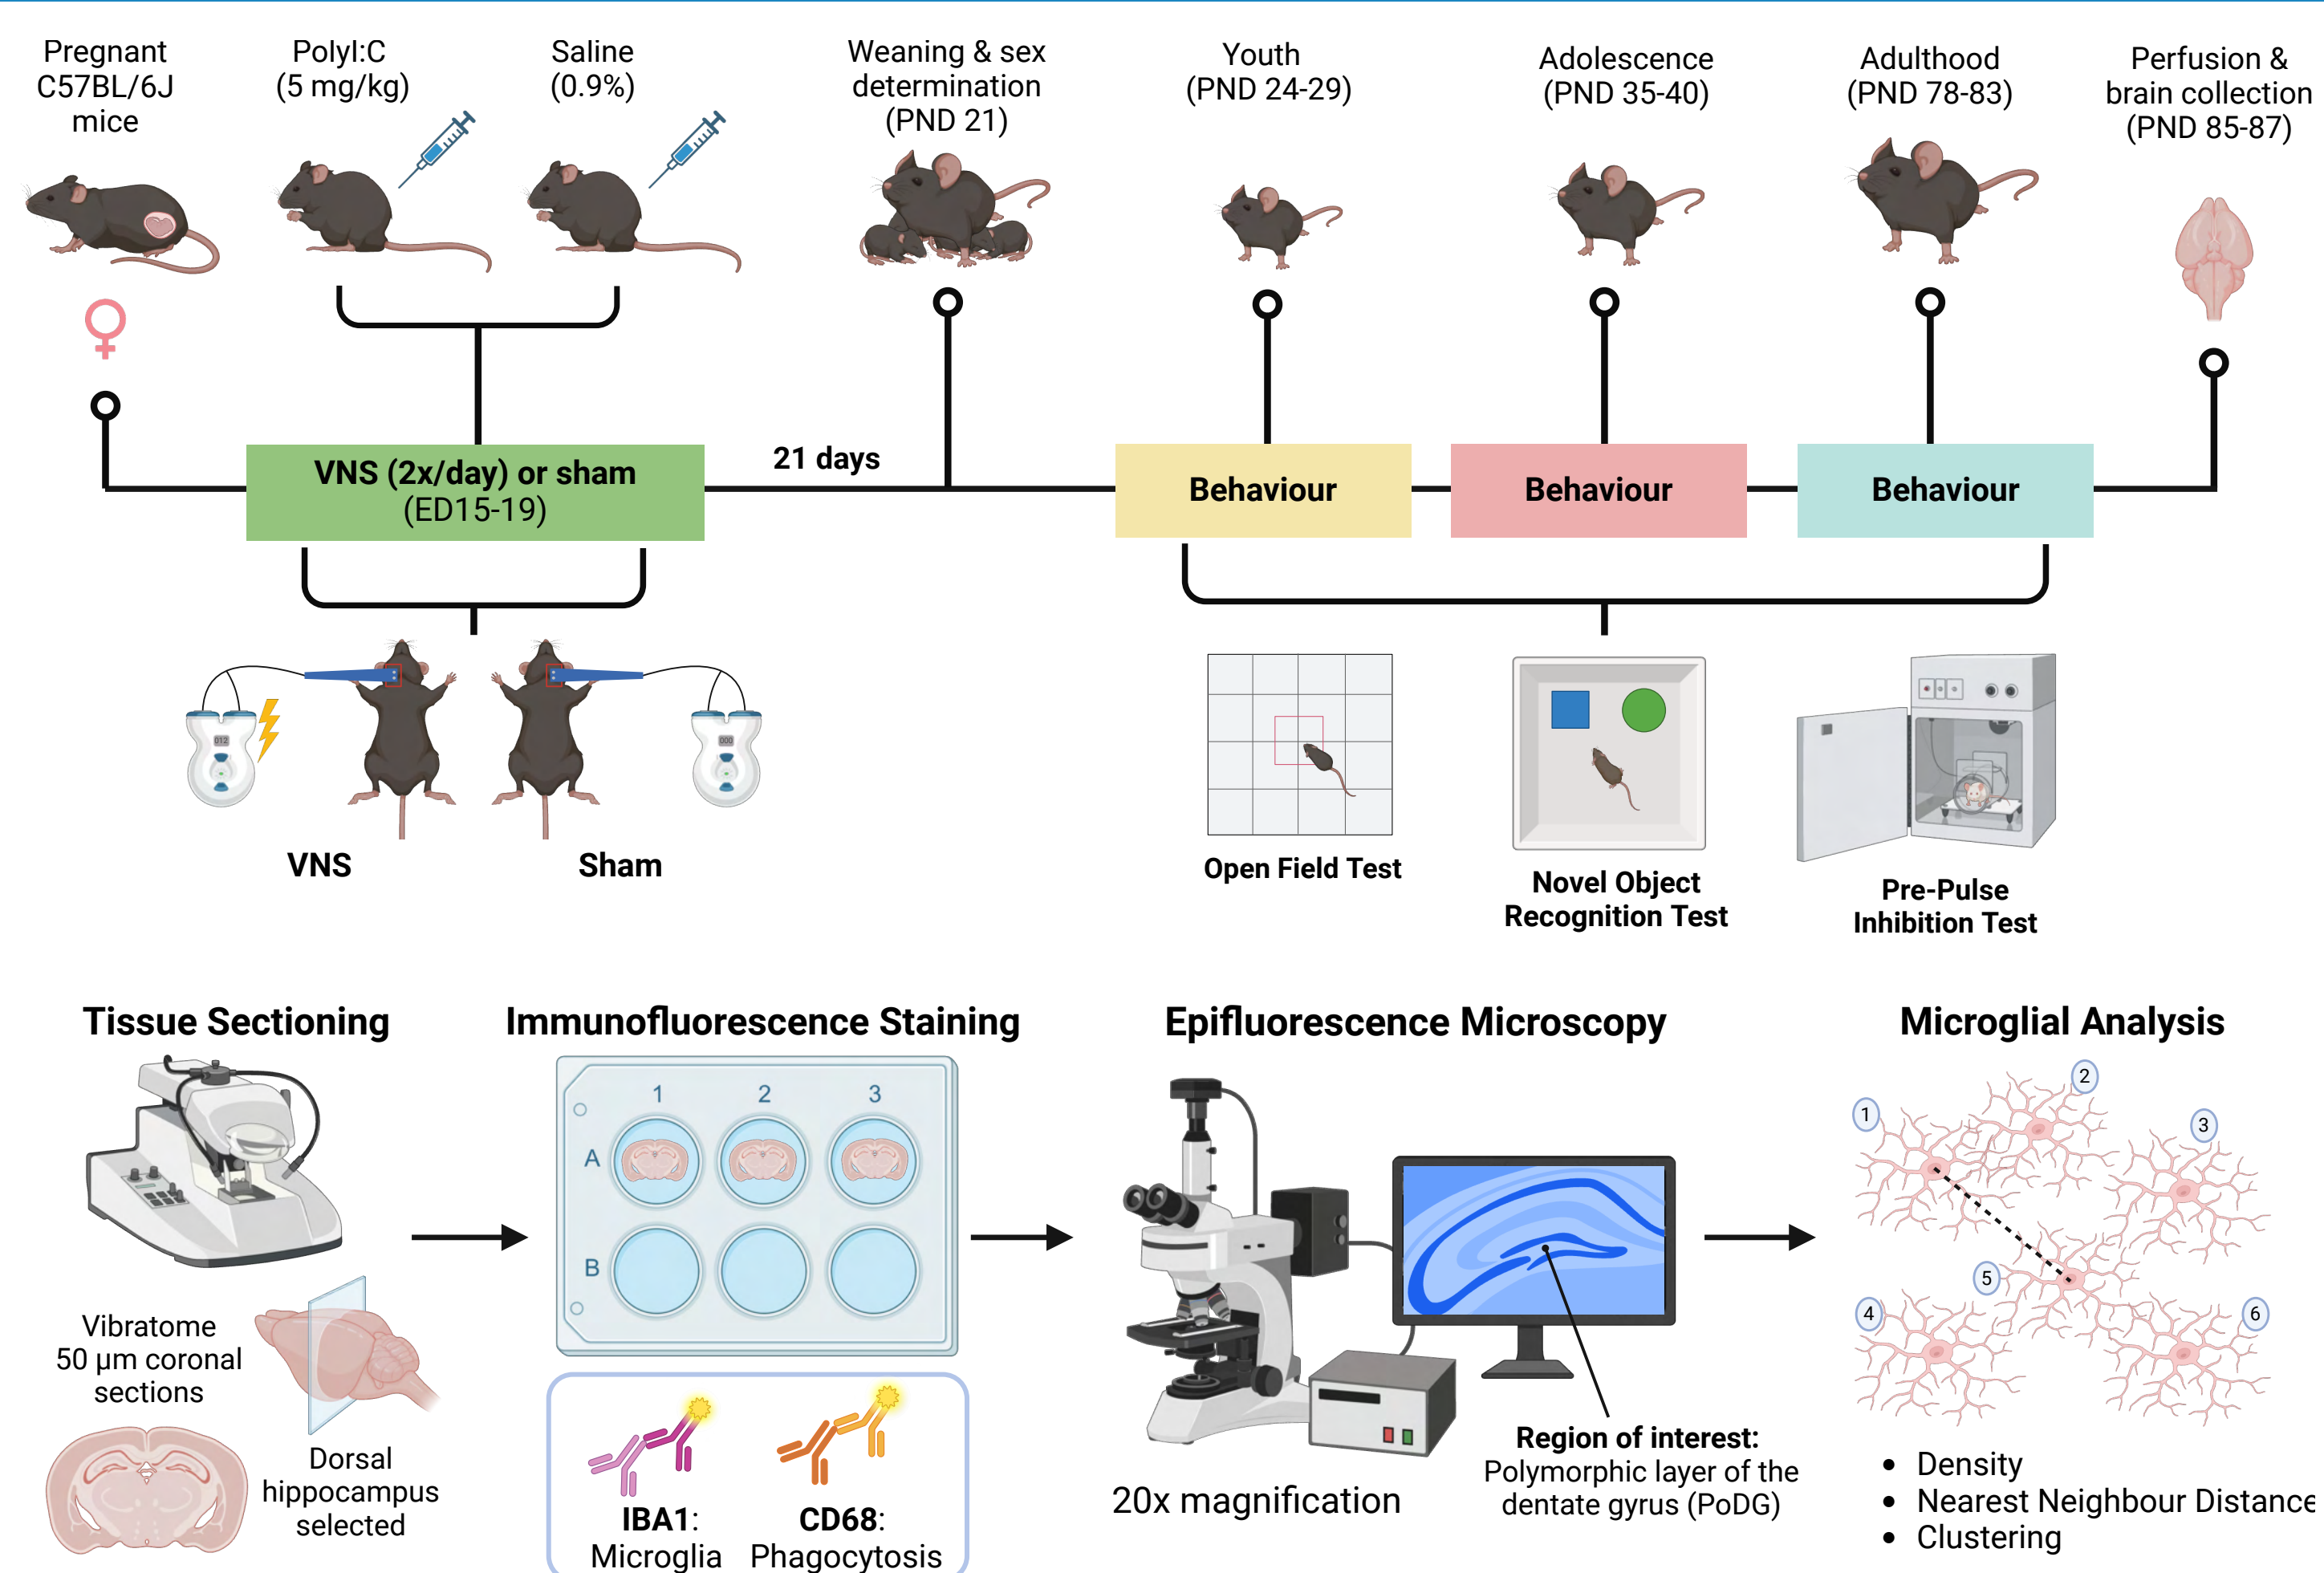 Pregnant
C57BL/6J
mice
PolyI:C
(5 mg/kg)
Saline
(0.9%)
Weaning & sex
determination
(PND 21)
Youth
(PND 24-29)
Adolescence
(PND 35-40)
Adulthood
(PND 78-83)
Perfusion &
brain collection
(PND 85-87)
VNS (2x/day) or sham
(ED15-19)
21 days
Behaviour
Behaviour
Behaviour
012
000
VNS
Sham
Open Field Test
Novel Object
Recognition Test
Pre-Pulse
Inhibition Test
Tissue Sectioning
Vibratome
50 µm coronal
sections
Dorsal
hippocampus
selected
Immunofluorescence Staining
1 2 3
A
B
IBA1:
Microglia
CD68:
Phagocytosis
Epifluorescence Microscopy
20x magnification
Region of interest:
Polymorphic layer of the
dentate gyrus (PoDG)
Microglial Analysis
1
2
3
5
4
6
• Density
• Nearest Neighbour Distance
• Clustering